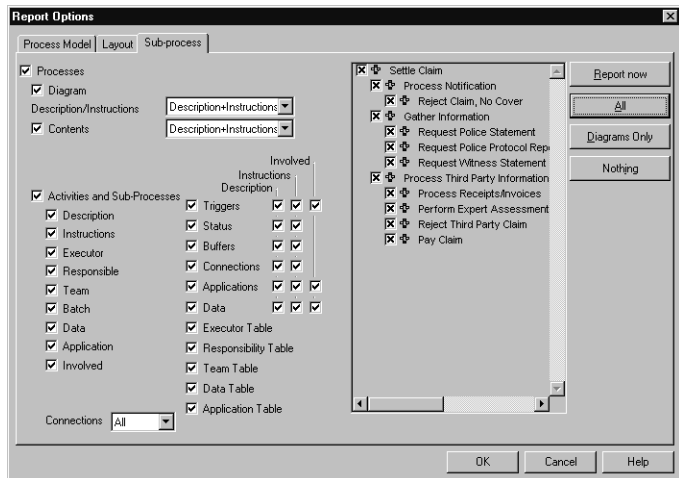 Report Options
Process Model
Layout
Sub-process
Processes
Diagram
Description/Instructions
Description+Instructions
Contents
Description+Instructions
Involved
Instructions
Description
Activities and Sub-Processes
Description
Instructions
Executor
Responsible
Team
Batch
Data
Application
Involved
Connections
All
Triggers
Status
Buffers
Connections
Applications
Data
Executor Table
Responsibility Table
Team Table
Data Table
Application Table
Settle Claim
Process Notification
Reject Claim, No Cover
Gather Information
Request Police Statement
Request Police Protocol Repo
Request Witness Statement
Process Third Party Information
Process Receipts/Invoices
Perform Expert Assessment
Reject Third Party Claim
Pay Claim
Report now
All
Diagrams Only
Nothing
OK
Cancel
Help